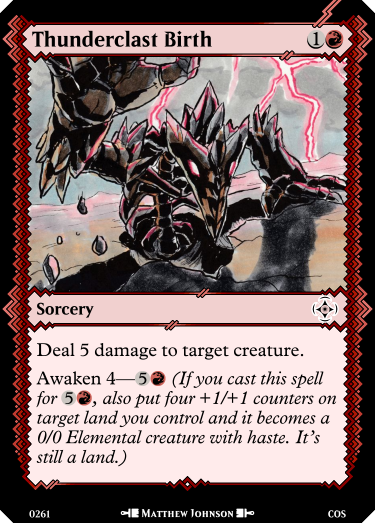 Thunderclast Birth 1
Sorcery
Deal 5 damage to target creature.
Awaken 4—5 (If you cast this spell
for 5, also put four +1/+1 counters on
target land you control and it becomes a
0/0 Elemental creature with haste. It's
still a land.)
0261 Matthew Johnson COS